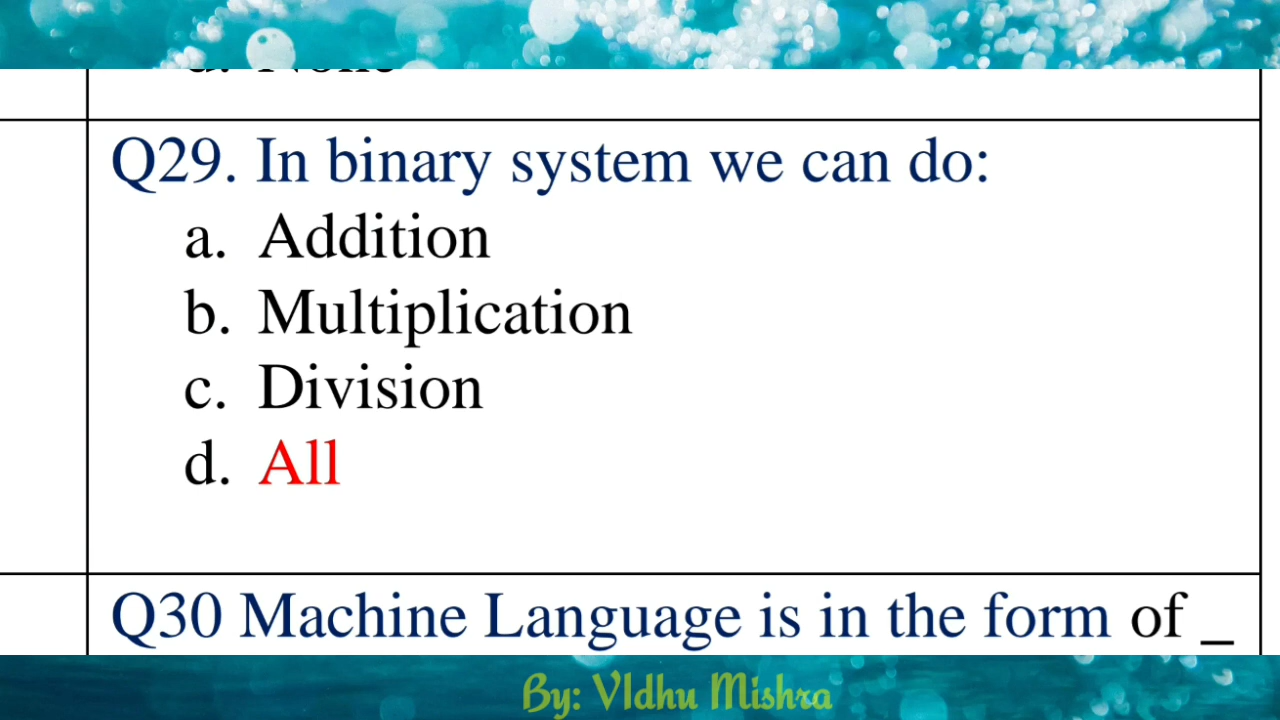 d. None
Q29. In binary system we can do:
a. Addition
b. Multiplication
c. Division
d. All
Q30 Machine Language is in the form of _
By: VIdhu Mishra